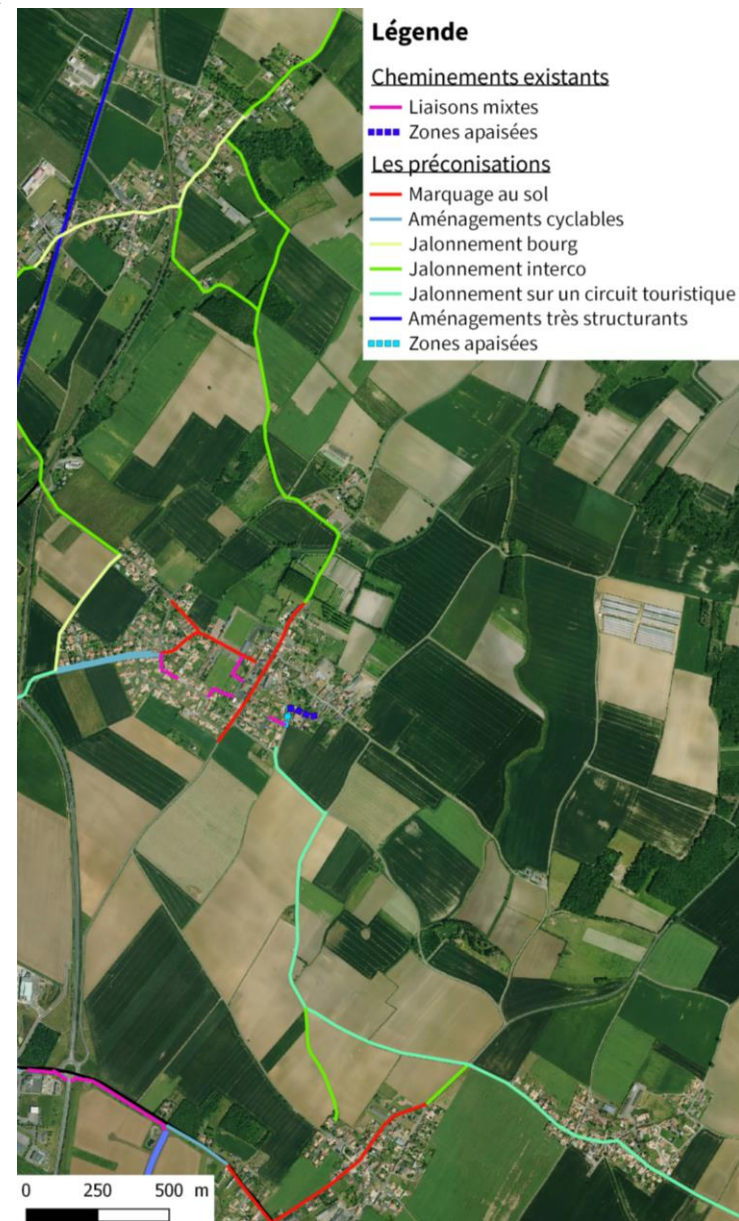 Légende
Cheminements existants
Liaisons mixtes
Zones apaisées
Les préconisations
Marquage au sol
Aménagements cyclables
Jalonnement bourg
Jalonnement interco
Jalonnement sur un circuit touristique
Aménagements très structurants
Zones apaisées
0 250 500 m